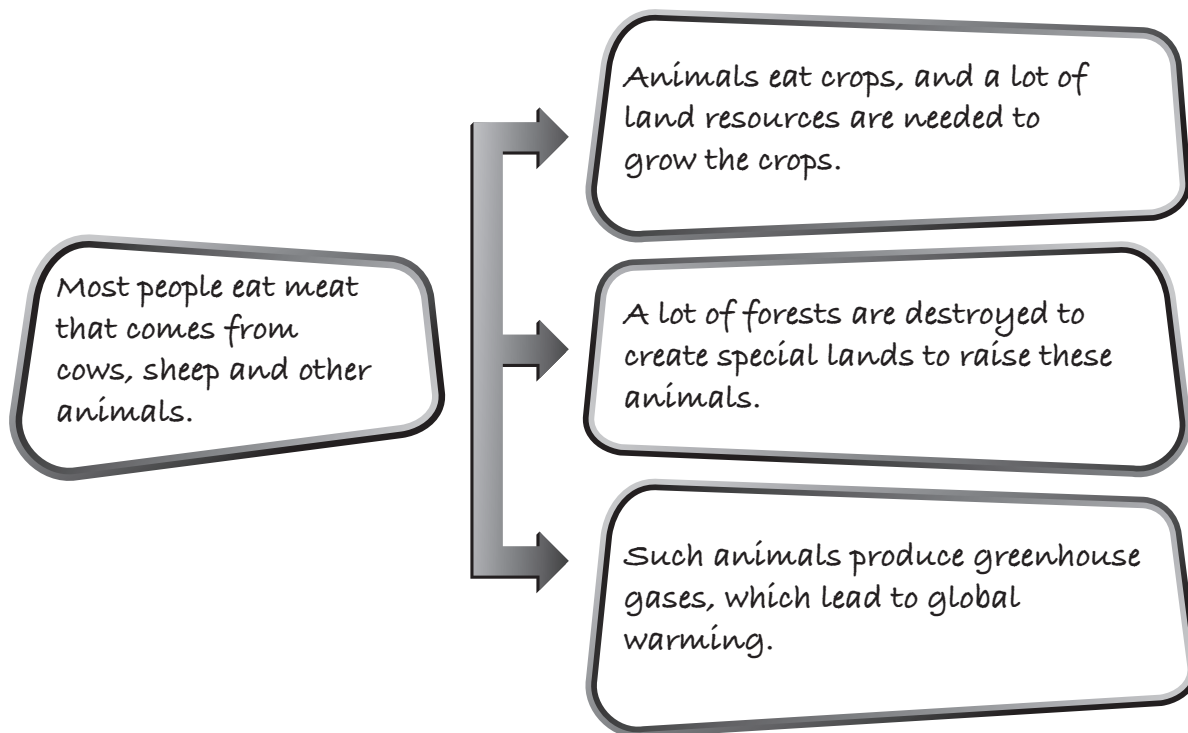 Most people eat meat
that comes from
cows, sheep and other
animals.
Animals eat crops, and a lot of
land resources are needed to
grow the crops.
A lot of forests are destroyed to
create special lands to raise these
animals.
Such animals produce greenhouse
gases, which lead to global
warming.